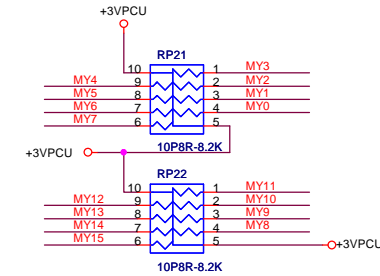 +3VPCU
RP21
10 1 MY3
MY4 9 2 MY2
MY5 8 3 MY1
MY6 7 4 MY0
MY7 6 5
10P8R-8.2K
+3VPCU
RP22
10 1 MY11
MY12 9 2 MY10
MY13 8 3 MY9
MY14 7 4 MY8
MY15 6 5 +3VPCU
10P8R-8.2K